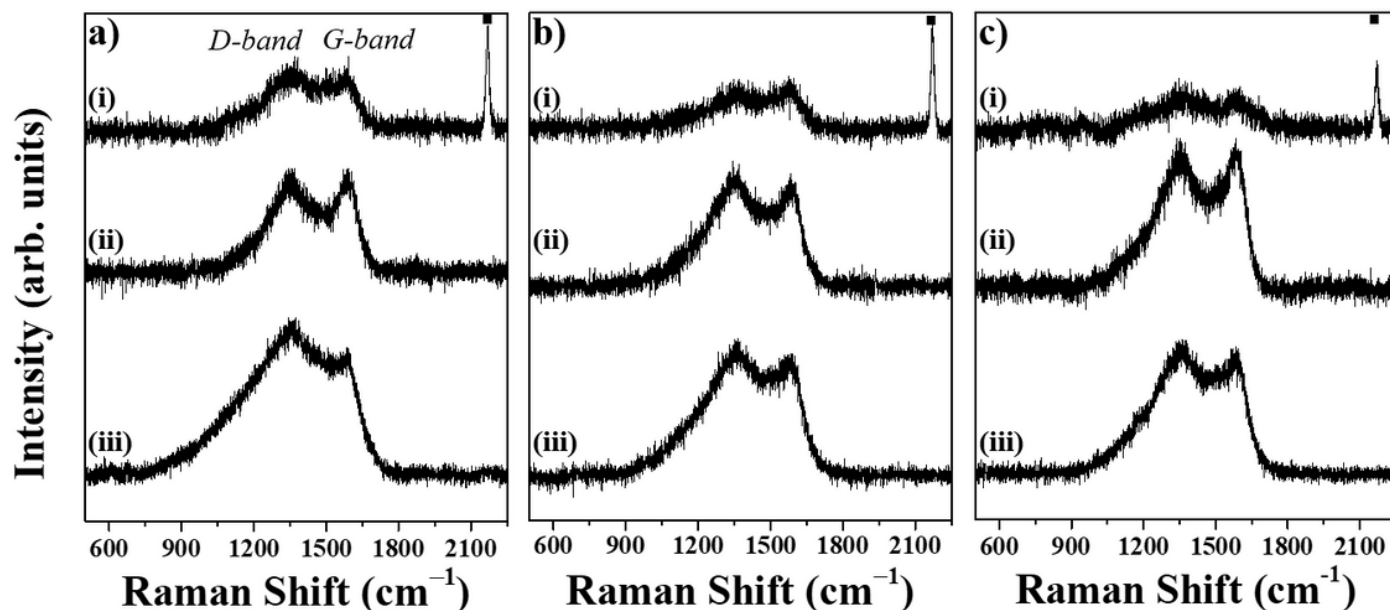 Intensity (arb. units)
a)
D-band G-band
(i)
(ii)
(iii)
600 900 1200 1500 1800 2100
Raman Shift (cm⁻¹)
b)
(i)
(ii)
(iii)
600 900 1200 1500 1800 2100
Raman Shift (cm⁻¹)
c)
(i)
(ii)
(iii)
600 900 1200 1500 1800 2100
Raman Shift (cm⁻¹)